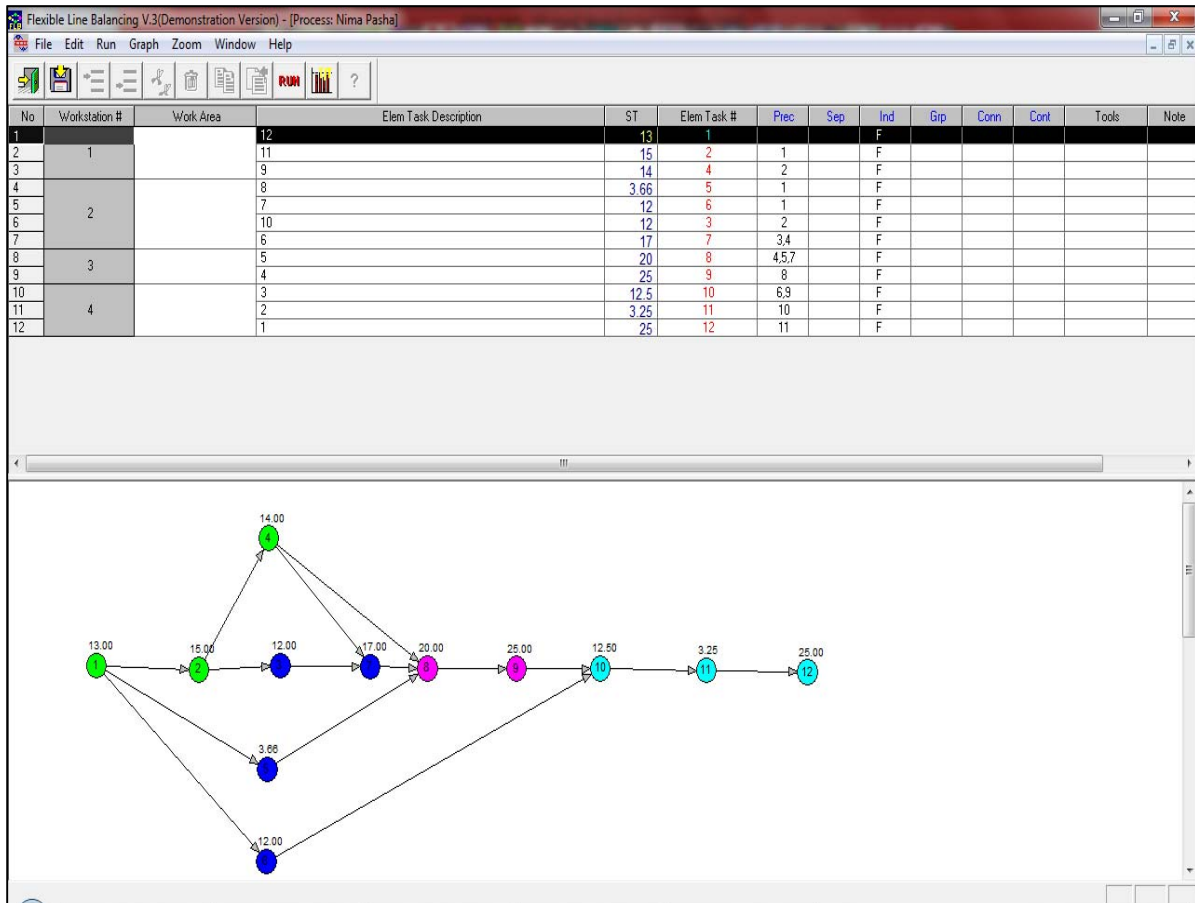 Flexible Line Balancing V.3(Demonstration Version) - [Process: Nima Pasha]
File Edit Run Graph Zoom Window Help
RUN ?
No Workstation # Work Area Elem Task Description ST Elem Task # Prec Sep Ind Grp Conn Cont Tools Note
1 12 13 1 F
2 1 11 15 2 1 F
3 9 14 4 2 F
4 8 3.66 5 1 F
5 7 12 6 1 F
6 2 10 12 3 2 F
7 6 17 7 3,4 F
8 3 5 20 8 4,5,7 F
9 4 25 9 8 F
10 3 12.5 10 6,9 F
11 4 2 3.25 11 10 F
12 1 25 12 11 F
14.00
4
13.00 15.00 12.00 17.00 20.00 25.00 12.50 3.25 25.00
1 2 3 7 8 9 10 11 12
3.66
5
12.00
6